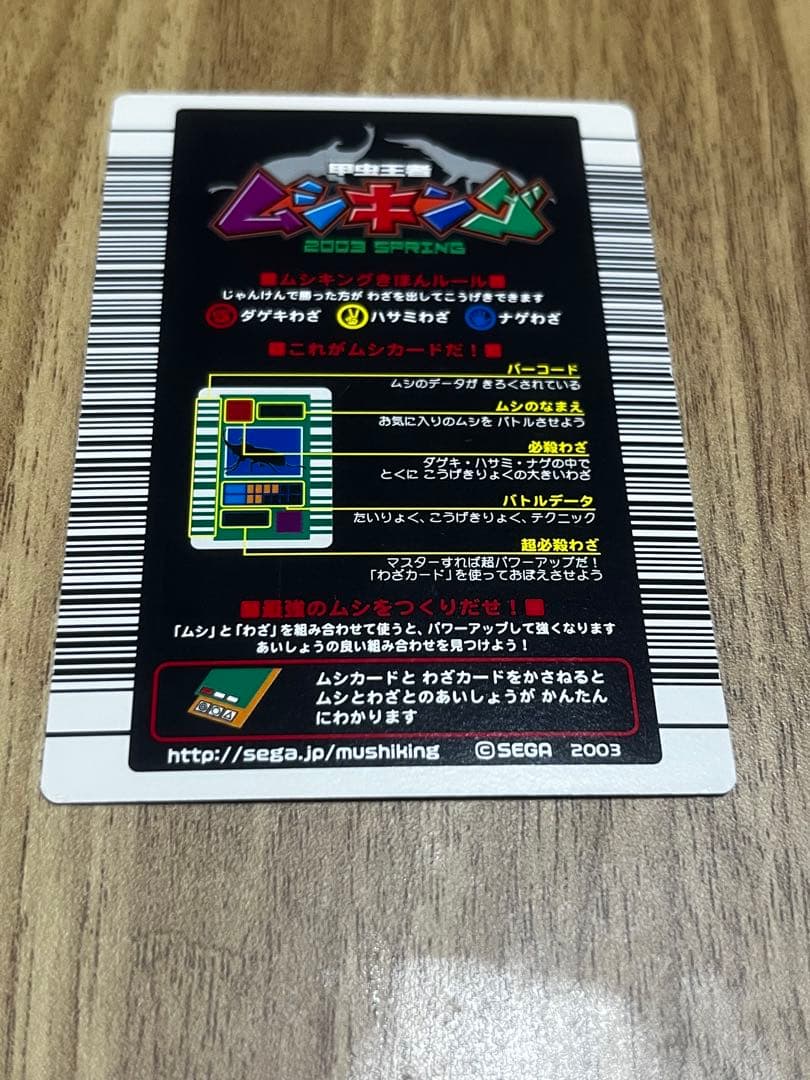 甲虫王者
ムシキング
2003 SPRING
■ムシキングきほんルール■
じゃんけんで勝った方が わざを出してこうげきできます
ダゲキわざ ハサミわざ ナゲわざ
■これがムシカードだ!■
バーコード
ムシのデータが きろくされている
ムシのなまえ
お気に入りのムシを バトルさせよう
必殺わざ
ダゲキ・ハサミ・ナゲの中で
とくに こうげきりょくの大きいわざ
バトルデータ
たいりょく、こうげきりょく、テクニック
超必殺わざ
マスターすれば超パワーアップだ!
「わざカード」を使っておぼえさせよう
■最強のムシをつくりだせ!■
「ムシ」と「わざ」を組み合わせて使うと、パワーアップして強くなります
あいしょうの良い組み合わせを見つけよう!
ムシカードと わざカードをかさねると
ムシとわざとのあいしょうが かんたん
にわかります
http://sega.jp/mushiking ©SEGA 2003